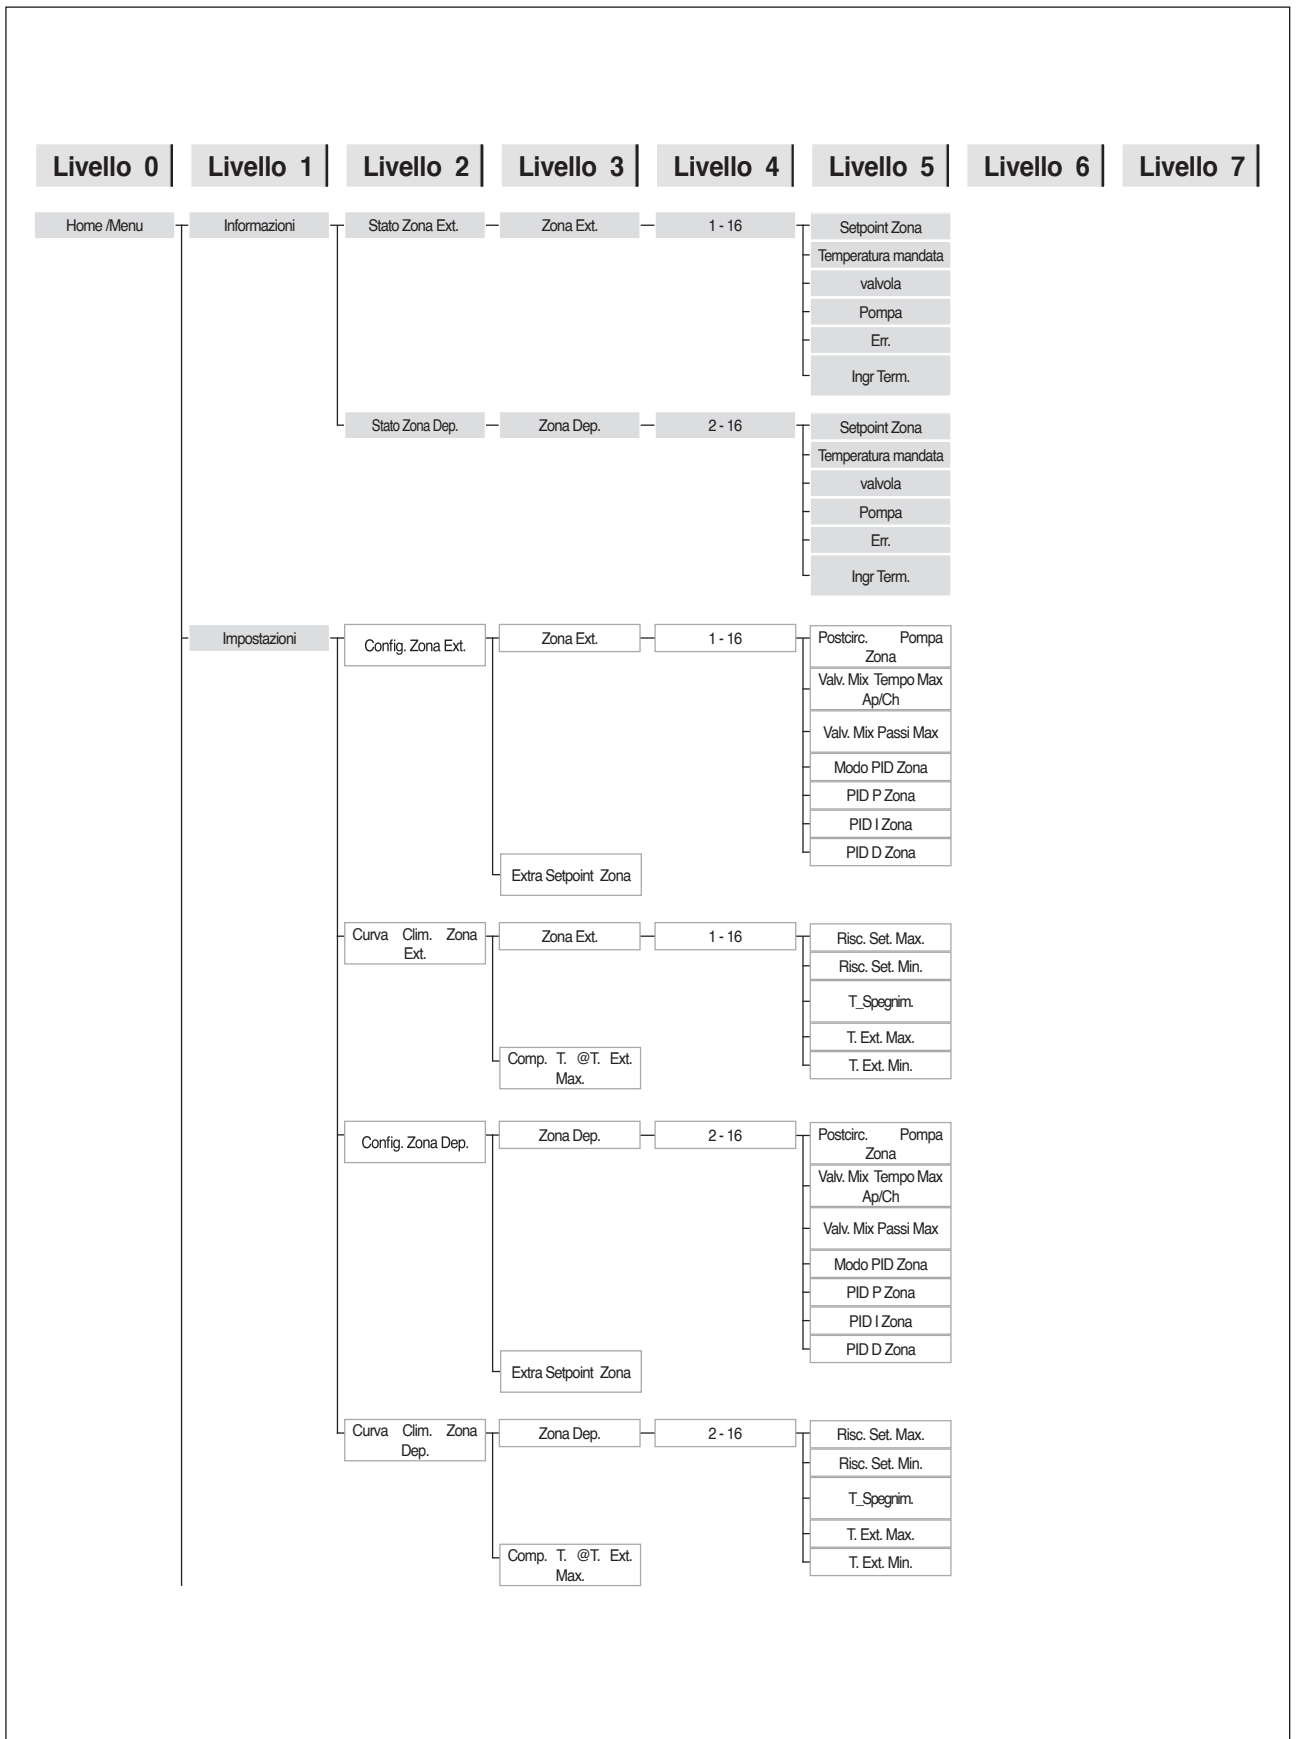 Livello 0 Livello 1 Livello 2 Livello 3 Livello 4 Livello 5 Livello 6 Livello 7
Home /Menu Informazioni Stato Zona Ext. Zona Ext. 1 - 16 Setpoint Zona
Temperatura mandata
valvola
Pompa
Err.
Ingr Term.
Stato Zona Dep. Zona Dep. 2 - 16 Setpoint Zona
Temperatura mandata
valvola
Pompa
Err.
Ingr Term.
Impostazioni Config. Zona Ext. Zona Ext. 1 - 16 Postcirc. Pompa
Zona
Valv. Mix Tempo Max
Ap/Ch
Valv. Mix Passi Max
Modo PID Zona
PID P Zona
PID I Zona
PID D Zona
Extra Setpoint Zona
Curva Clim. Zona
Ext.
Zona Ext. 1 - 16 Risc. Set. Max.
Risc. Set. Min.
T_Spegnim.
T. Ext. Max.
T. Ext. Min.
Comp. T. @T. Ext.
Max.
Config. Zona Dep. Zona Dep. 2 - 16 Postcirc. Pompa
Zona
Valv. Mix Tempo Max
Ap/Ch
Valv. Mix Passi Max
Modo PID Zona
PID P Zona
PID I Zona
PID D Zona
Extra Setpoint Zona
Curva Clim. Zona
Dep.
Zona Dep. 2 - 16 Risc. Set. Max.
Risc. Set. Min.
T_Spegnim.
T. Ext. Max.
T. Ext. Min.
Comp. T. @T. Ext.
Max.